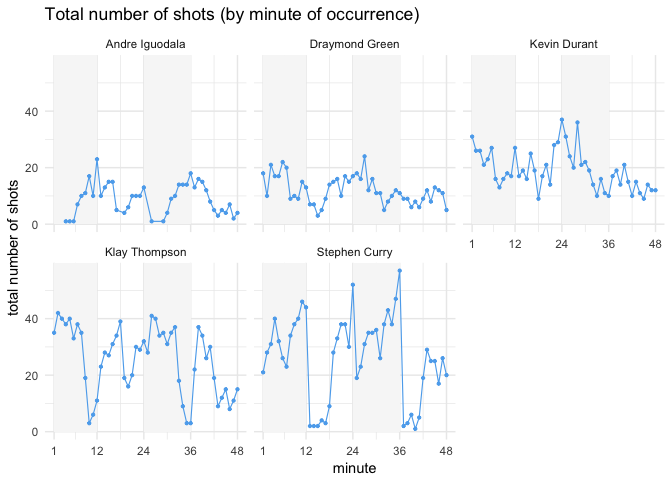 Total number of shots (by minute of occurrence)
Andre Iguodala Draymond Green Kevin Durant
40
20
0
1 12 24 36 48
Klay Thompson Stephen Curry
40
20
0
1 12 24 36 48 1 12 24 36 48
minute
total number of shots